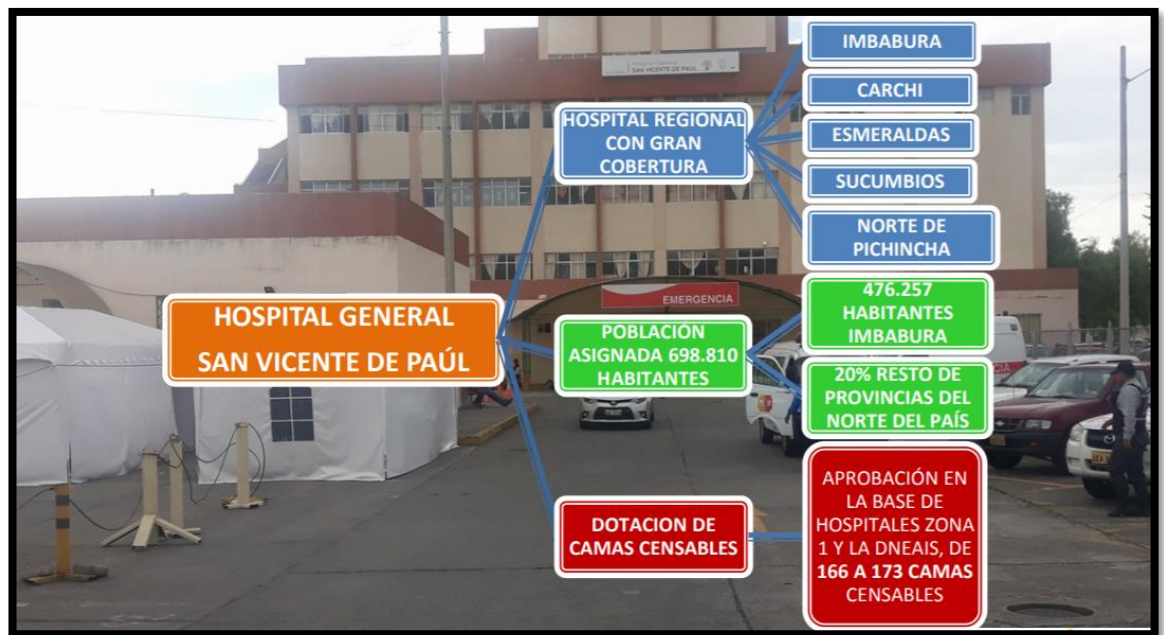 Hospital General
SAN VICENTE DE PAÚL
EMERGENCIA
HOSPITAL GENERAL
SAN VICENTE DE PAÚL
HOSPITAL REGIONAL
CON GRAN
COBERTURA
IMBABURA
CARCHI
ESMERALDAS
SUCUMBIOS
NORTE DE
PICHINCHA
POBLACIÓN
ASIGNADA 698.810
HABITANTES
476.257
HABITANTES
IMBABURA
20% RESTO DE
PROVINCIAS DEL
NORTE DEL PAÍS
DOTACION DE
CAMAS CENSABLES
APROBACIÓN EN
LA BASE DE
HOSPITALES ZONA
1 Y LA DNEAIS, DE
166 A 173 CAMAS
CENSABLES